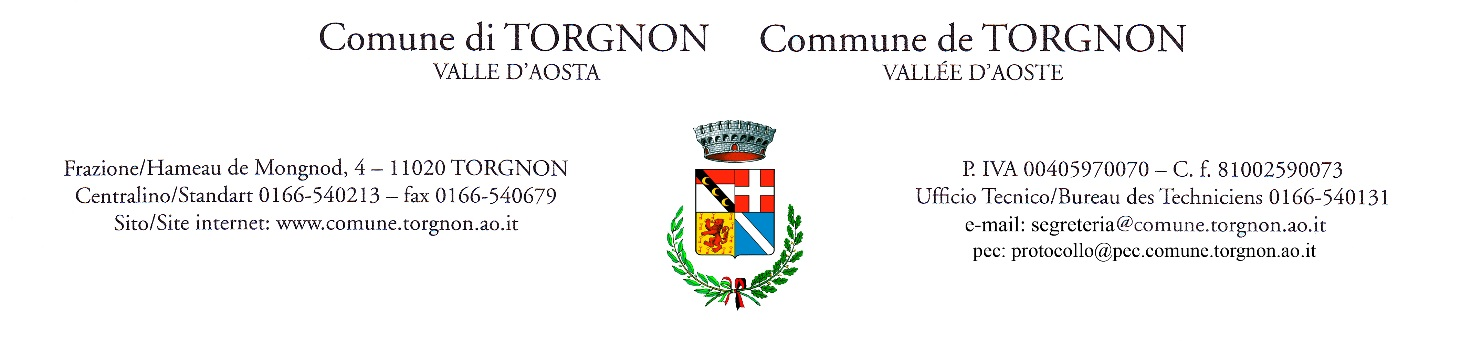 Comune di TORGNON
VALLE D'AOSTA
Commune de TORGNON
VALLÉE D'AOSTE
Frazione/Hameau de Mongnod, 4 – 11020 TORGNON
Centralino/Standart 0166-540213 – fax 0166-540679
Sito/Site internet: www.comune.torgnon.ao.it
P. IVA 00405970070 – C. f. 81002590073
Ufficio Tecnico/Bureau des Techniciens 0166-540131
e-mail: segreteria@comune.torgnon.ao.it
pec: protocollo@pec.comune.torgnon.ao.it